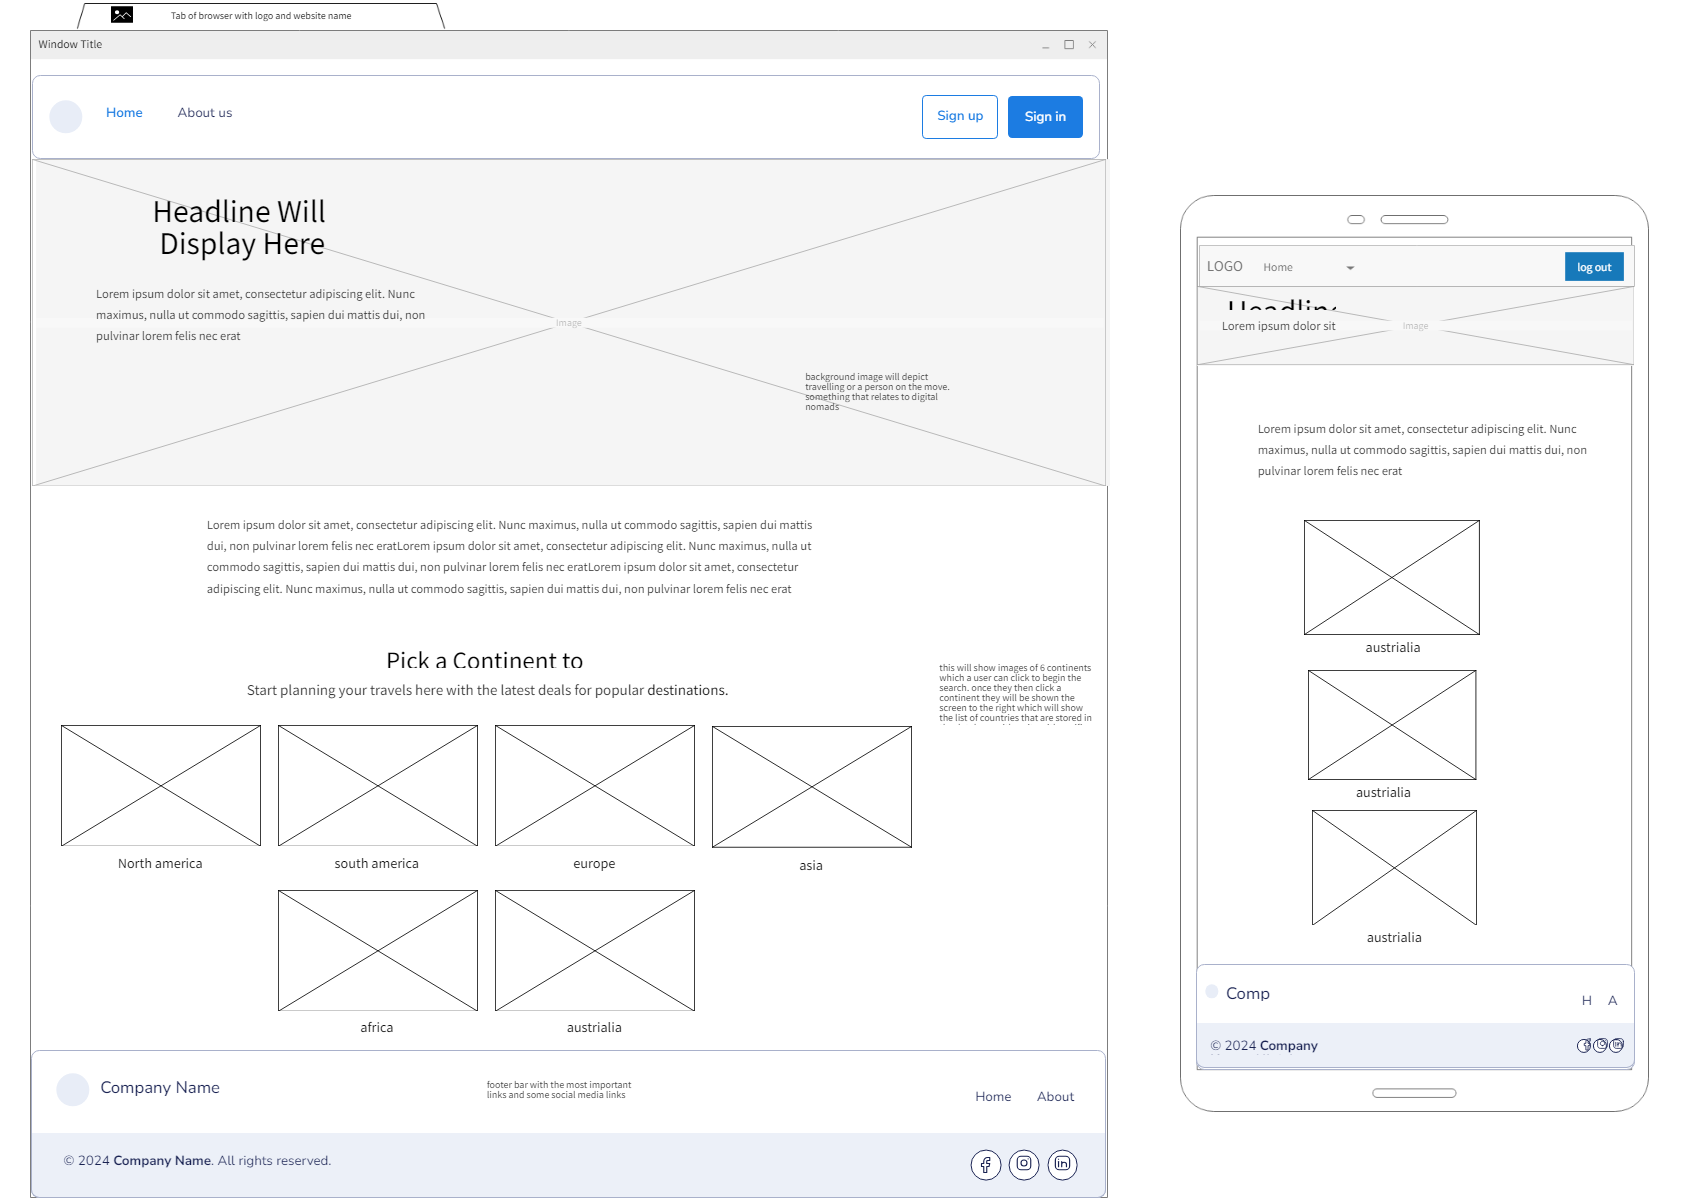 Tab of browser with logo and website name
Window Title
Home
About us
Sign up
Sign in
Headline Will
Display Here
Lorem ipsum dolor sit amet, consectetur adipiscing elit. Nunc
maximus, nulla ut commodo sagittis, sapien dui mattis dui, non
pulvinar lorem felis nec erat
Image
background image will depict
travelling or a person on the move.
something that relates to digital
nomads
Lorem ipsum dolor sit amet, consectetur adipiscing elit. Nunc maximus, nulla ut commodo sagittis, sapien dui mattis
dui, non pulvinar lorem felis nec eratLorem ipsum dolor sit amet, consectetur adipiscing elit. Nunc maximus, nulla ut
commodo sagittis, sapien dui mattis dui, non pulvinar lorem felis nec eratLorem ipsum dolor sit amet, consectetur
adipiscing elit. Nunc maximus, nulla ut commodo sagittis, sapien dui mattis dui, non pulvinar lorem felis nec erat
Pick a Continent to
Start planning your travels here with the latest deals for popular destinations.
this will show images of 6 continents
which a user can click to begin the
search. once they then click a
continent they will be shown the
screen to the right which will show
the list of countries that are stored in
North america
south america
europe
asia
africa
austrialia
Company Name
footer bar with the most important
links and some social media links
Home
About
© 2024 Company Name. All rights reserved.
LOGO
Home
log out
Headline
Lorem ipsum dolor sit
Image
Lorem ipsum dolor sit amet, consectetur adipiscing elit. Nunc
maximus, nulla ut commodo sagittis, sapien dui mattis dui, non
pulvinar lorem felis nec erat
austrialia
austrialia
austrialia
Comp
H
A
© 2024 Company